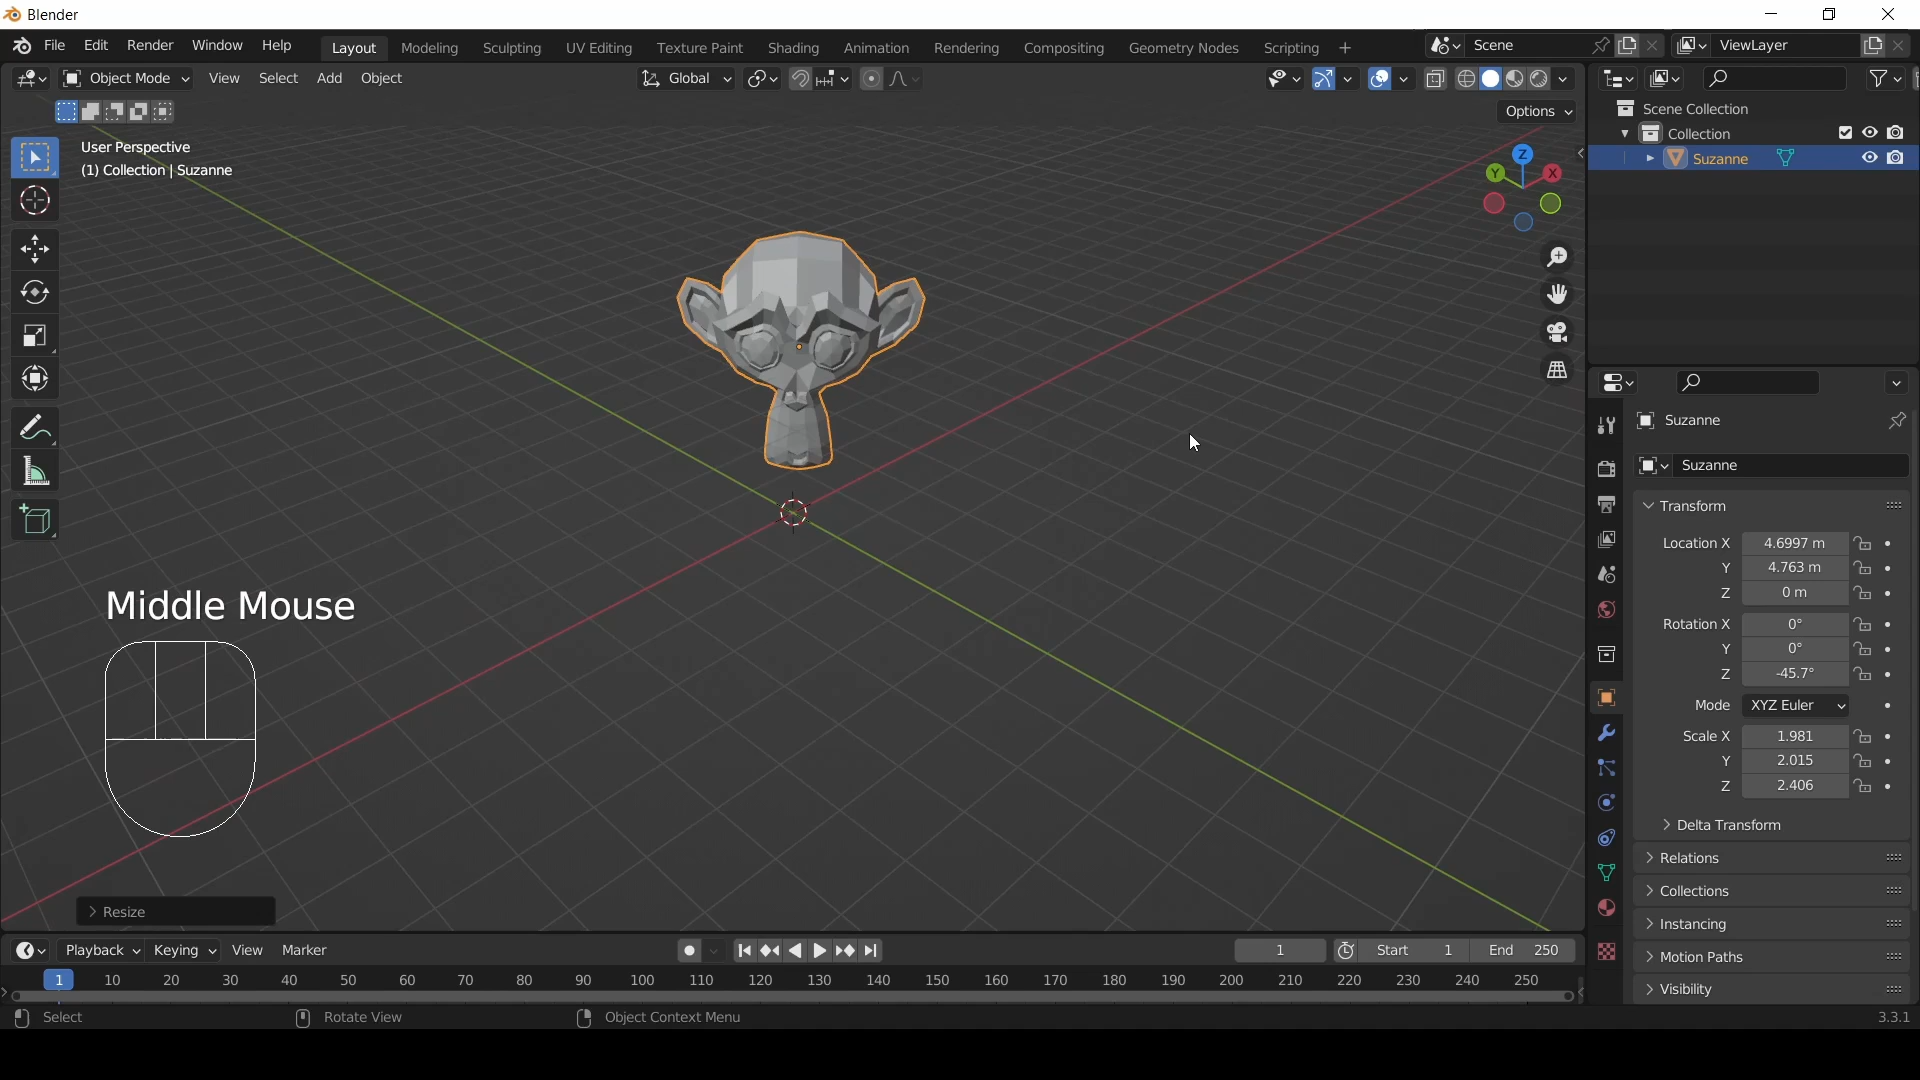 Blender
File Edit Render Window Help Layout Modeling Sculpting UV Editing Texture Paint Shading Animation Rendering Compositing Geometry Nodes Scripting + Scene ViewLayer
Object Mode View Select Add Object Global
Options
Scene Collection
Collection
Suzanne
User Perspective
(1) Collection | Suzanne
Z
Y
X
Suzanne
Suzanne
Transform
Location X 4.6997 m
Y 4.763 m
Z 0 m
Rotation X 0°
Y 0°
Z -45.7°
Mode XYZ Euler
Scale X 1.981
Y 2.015
Z 2.406
Delta Transform
Relations
Collections
Instancing
Motion Paths
Visibility
Middle Mouse
Resize
Playback Keying View Marker 1 Start 1 End 250
1 10 20 30 40 50 60 70 80 90 100 110 120 130 140 150 160 170 180 190 200 210 220 230 240 250
Select Rotate View Object Context Menu 3.3.1